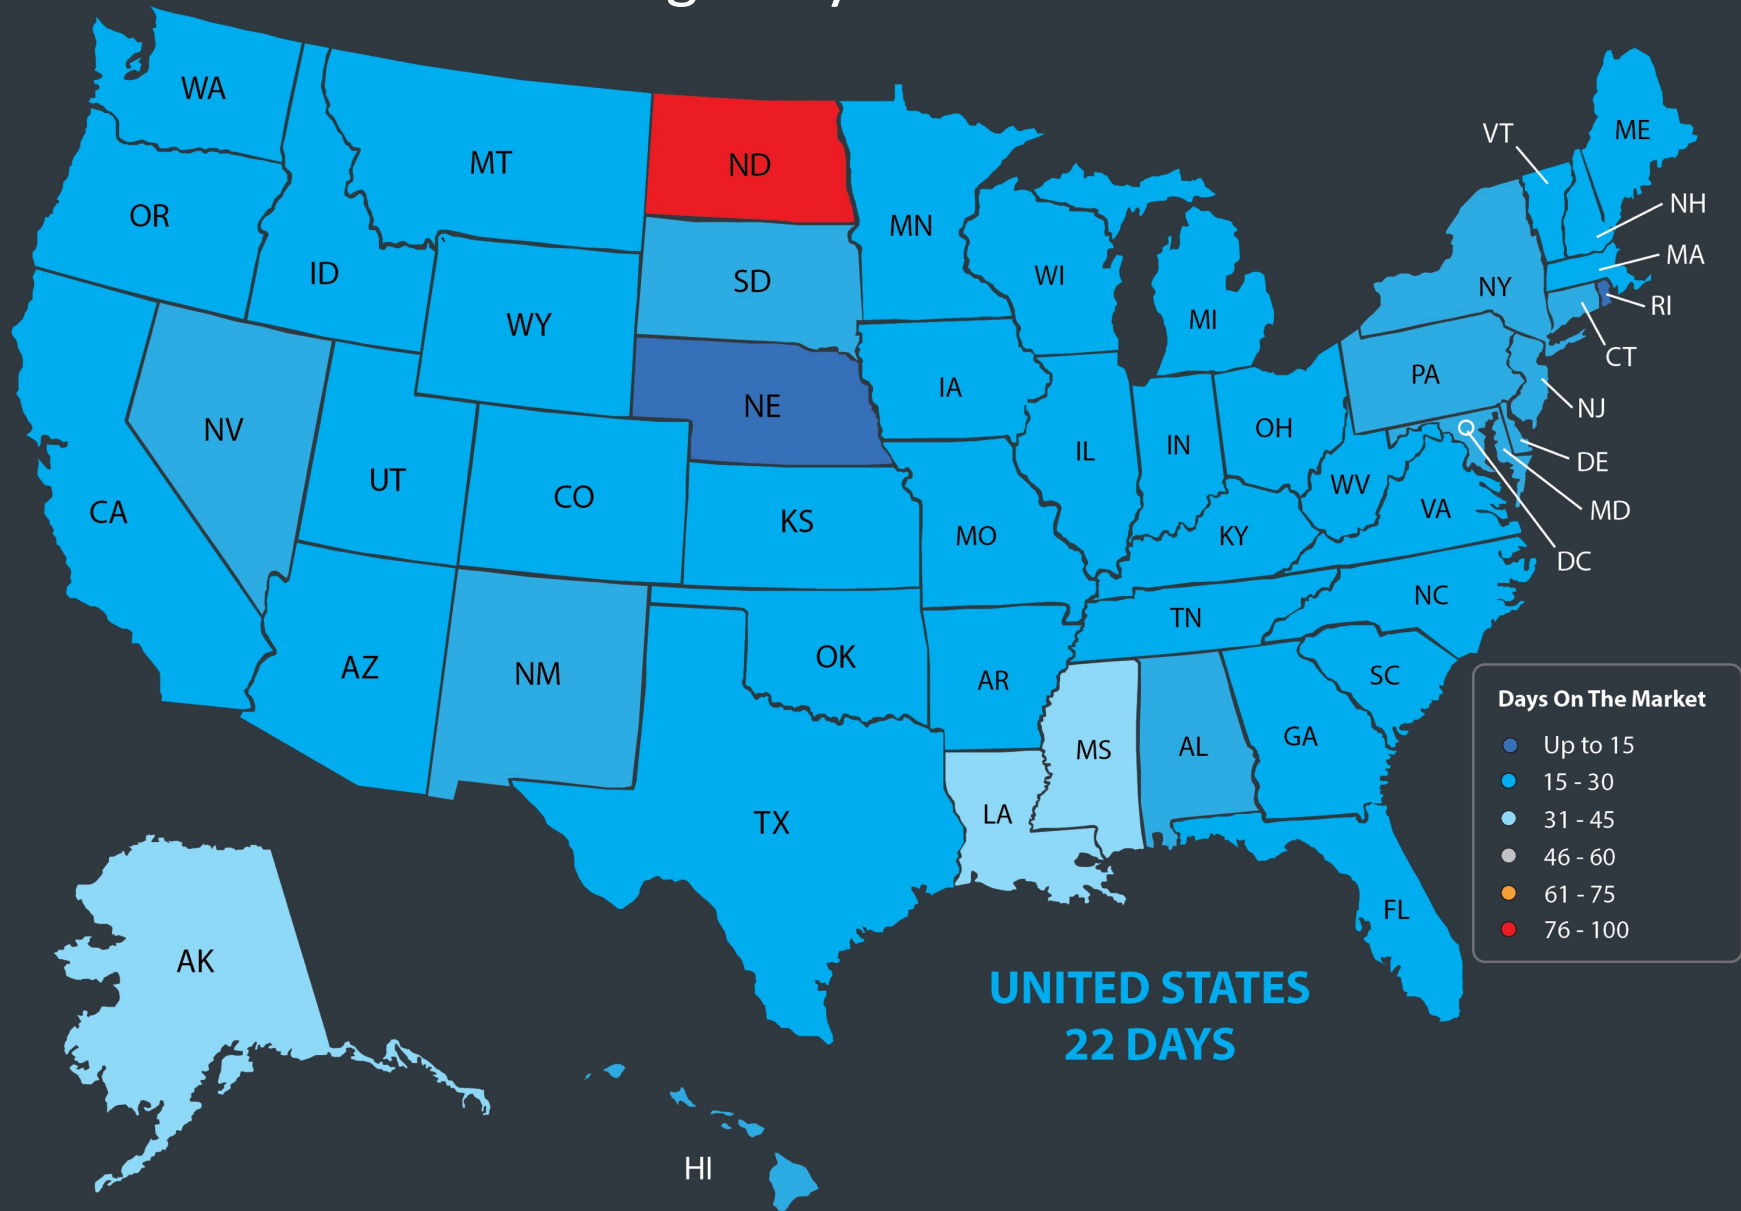 WA
MT
ND
MN
VT
ME
NH
OR
ID
WY
SD
WI
MI
NY
MA
RI
CT
NV
NE
IA
PA
NJ
UT
CO
KS
IL
IN
OH
WV
DE
CA
MO
KY
VA
MD
DC
AZ
NM
OK
AR
TN
NC
SC
TX
LA
MS
AL
GA
FL
AK
HI
Days On The Market
Up to 15
15 - 30
31 - 45
46 - 60
61 - 75
76 - 100
UNITED STATES
22 DAYS